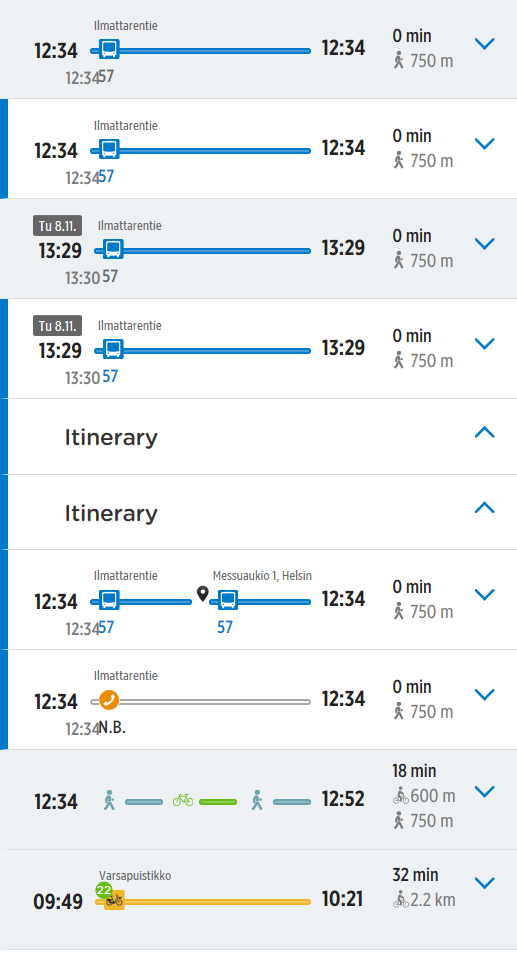 Ilmattarentie
12:34 12:34 0 min
12:34 57 750 m
Ilmattarentie
12:34 12:34 0 min
12:34 57 750 m
Tu 8.11. Ilmattarentie
13:29 13:29 0 min
13:30 57 750 m
Tu 8.11. Ilmattarentie
13:29 13:29 0 min
13:30 57 750 m
Itinerary
Itinerary
Ilmattarentie Messuaukio 1, Helsin
12:34 12:34 0 min
12:34 57 57 750 m
Ilmattarentie
12:34 12:34 0 min
12:34 N.B. 750 m
18 min
12:34 12:52 600 m
750 m
Varsapuistikko 32 min
22
09:49 10:21 2.2 km